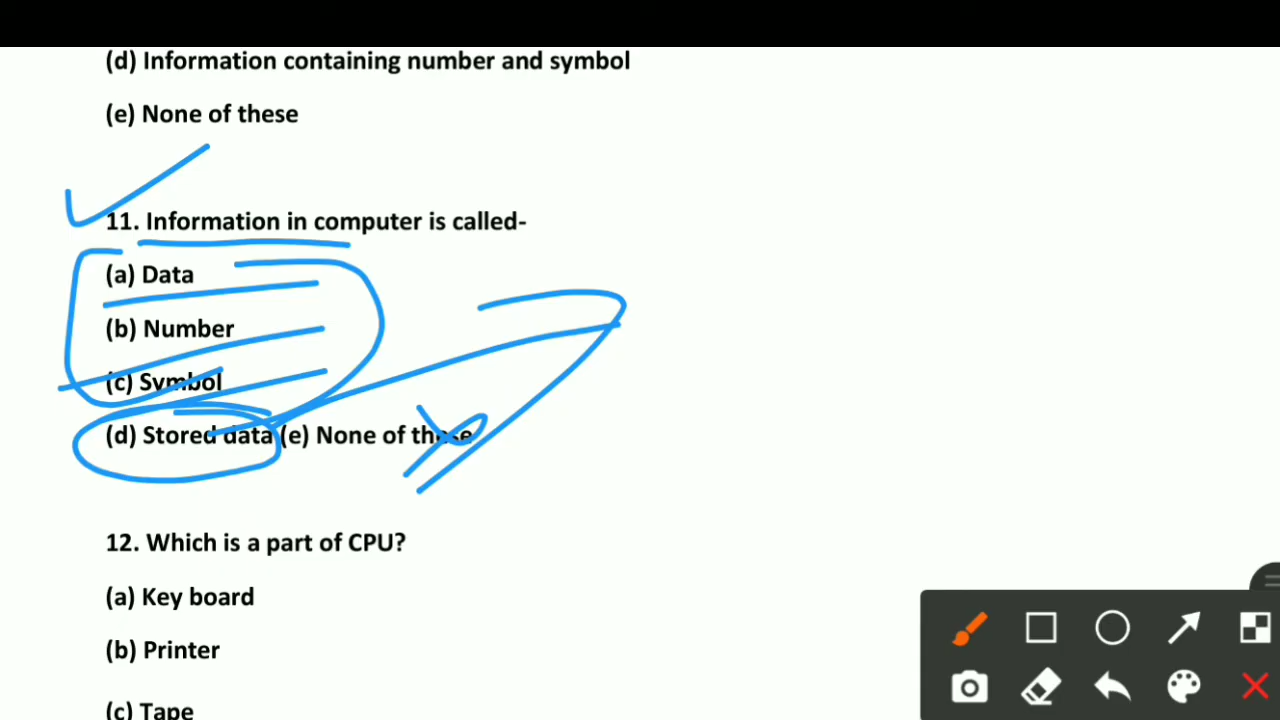 (d) Information containing number and symbol
(e) None of these
11. Information in computer is called-
(a) Data
(b) Number
(c) Symbol
(d) Stored data (e) None of these
12. Which is a part of CPU?
(a) Key board
(b) Printer
(c) Tape